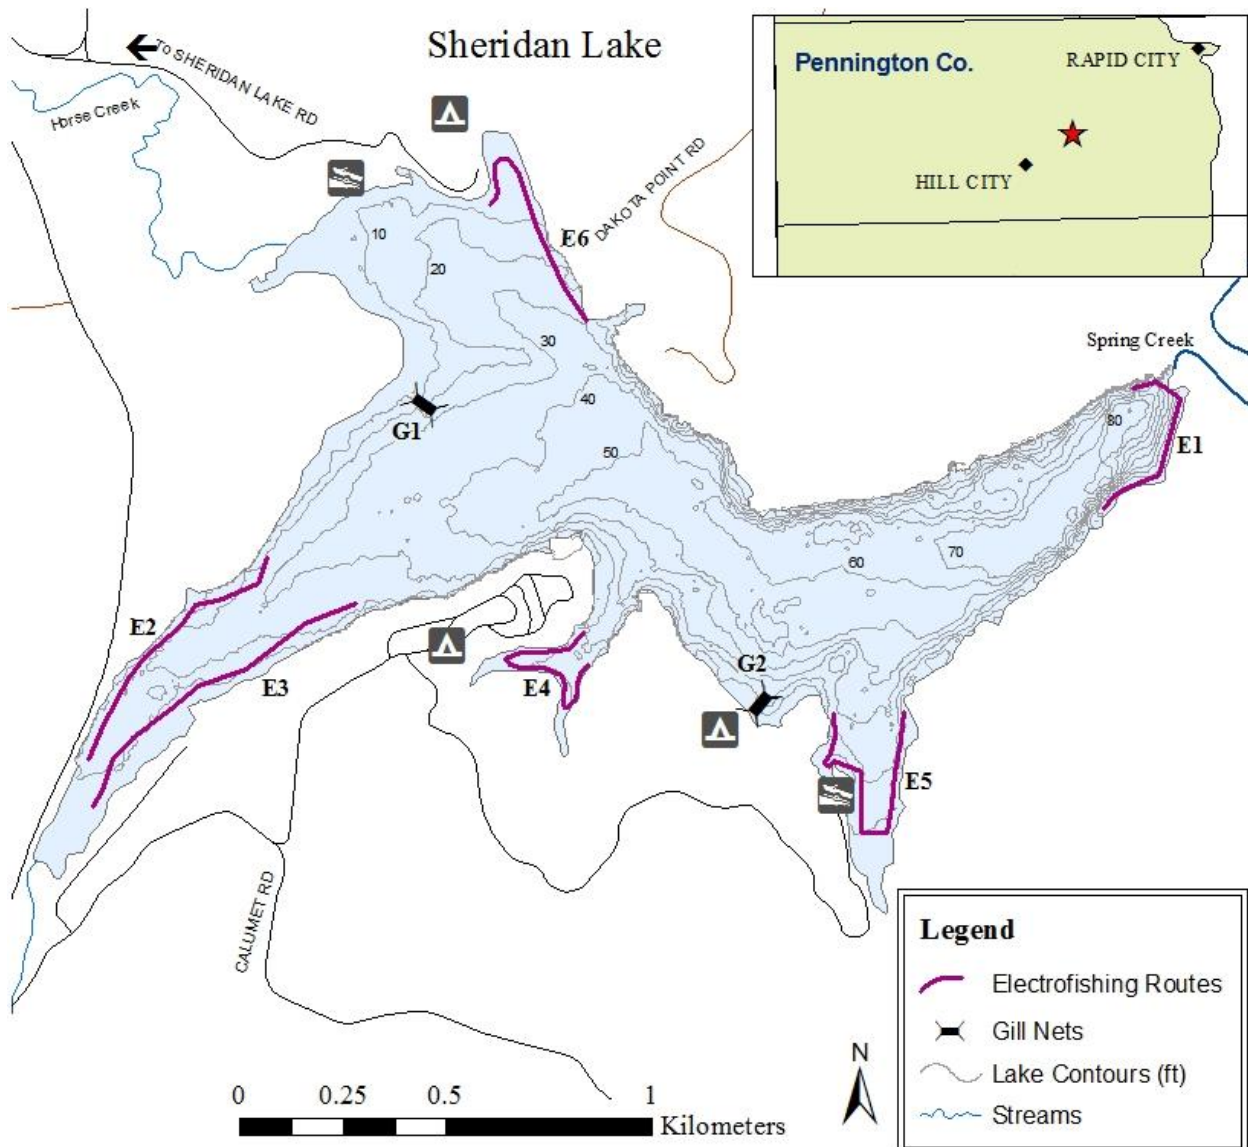 Sheridan Lake
To SHERIDAN LAKE RD
Horse Creek
DAKOTA POINT RD
Pennington Co.
RAPID CITY
HILL CITY
E6
10
20
30
40
50
G1
Spring Creek
80
E1
70
60
E2
E3
E4
G2
E5
CALUMET RD
Legend
Electrofishing Routes
Gill Nets
Lake Contours (ft)
Streams
N
0 0.25 0.5 1
Kilometers